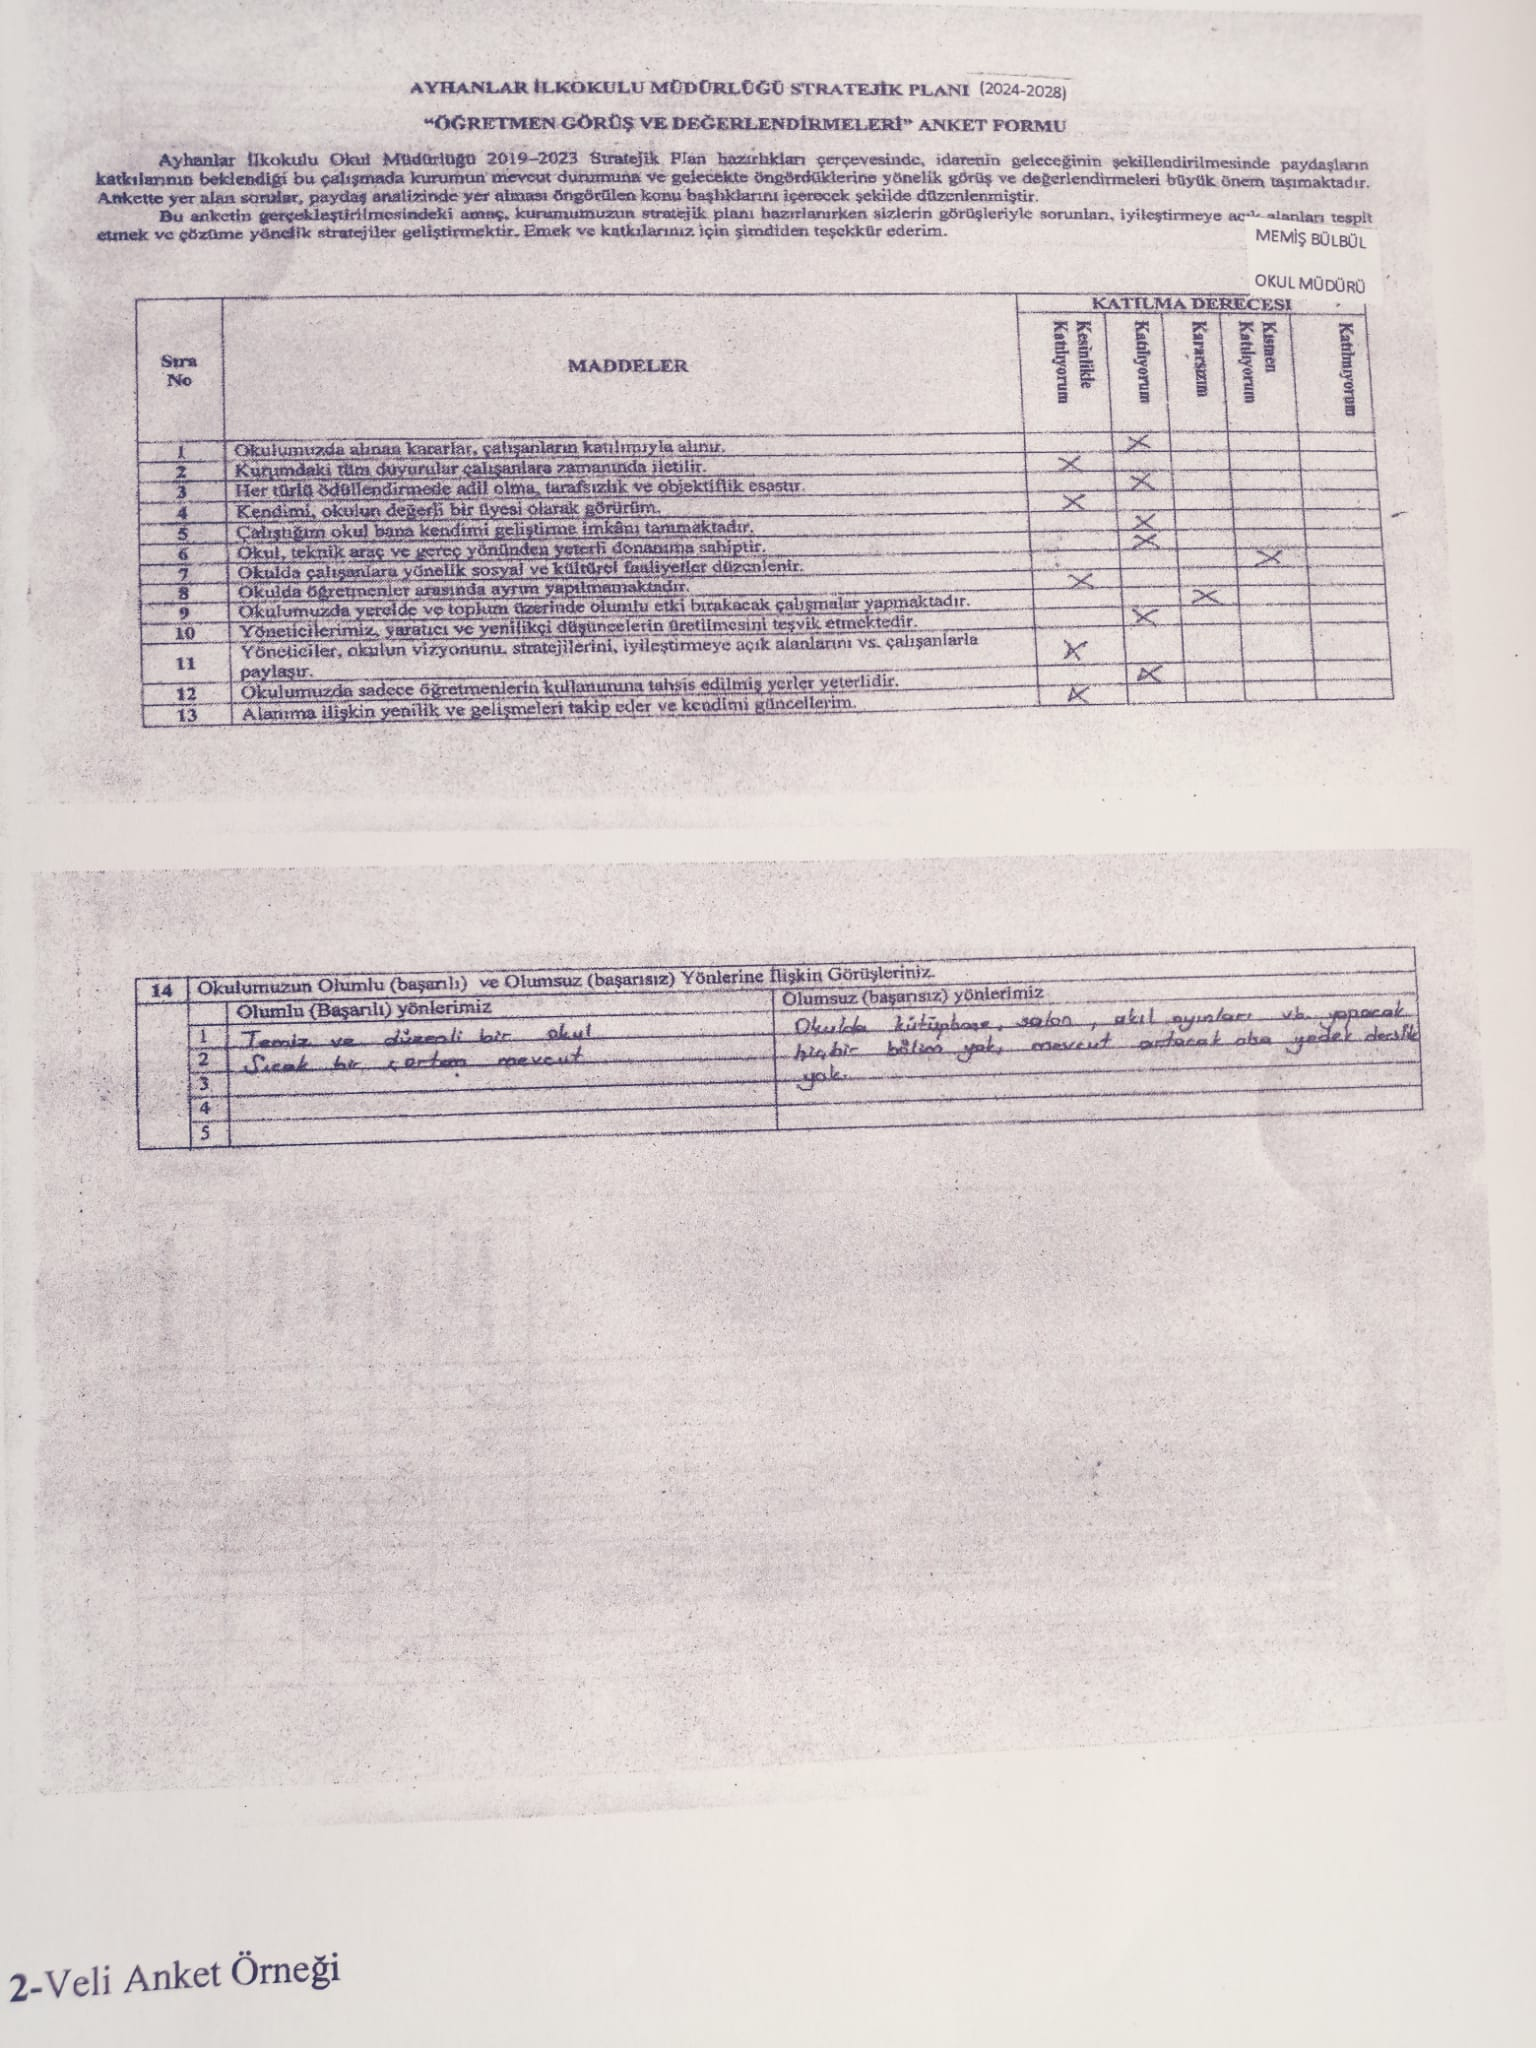 AYHANLAR İLKOKULU MÜDÜRLÜĞÜ STRATEJİK PLANI (2024-2028)
“ÖĞRETMEN GÖRÜŞ VE DEĞERLENDİRMELERİ” ANKET FORMU
Ayhanlar İlkokulu Okul Müdürlüğü 2019–2023 Stratejik Plan hazırlıkları çerçevesinde, idarenin geleceğinin şekillendirilmesinde paydaşların
katkılarının beklendiği bu çalışmada kurumun mevcut durumuna ve gelecekte öngördüklerine yönelik görüş ve değerlendirmeleri büyük önem taşımaktadır.
Ankette yer alan sorular, paydaş analizinde yer alması öngörülen konu başlıklarını içerecek şekilde düzenlenmiştir.
Bu anketin gerçekleştirilmesindeki amaç, kurumumuzun stratejik planı hazırlanırken sizlerin görüşleriyle sorunları, iyileştirmeye açık alanları tespit
etmek ve çözüme yönelik stratejiler geliştirmektir. Emek ve katkılarınız için şimdiden teşekkür ederim.
MEMİŞ BÜLBÜL
OKUL MÜDÜRÜ
Sıra No MADDELER KATILMA DERECESİ
Kesinlikle Katılıyorum
Katılıyorum
Kararsızım
Kısmen Katılıyorum
Katılmıyorum
1 Okulumuzda alınan kararlar, çalışanların katılımıyla alınır. X
2 Kurumdaki tüm duyurular çalışanlara zamanında iletilir. X
3 Her türlü ödüllendirmede adil olma, tarafsızlık ve objektiflik esastır. X
4 Kendimi, okulun değerli bir üyesi olarak görürüm. X
5 Çalıştığım okul bana kendimi geliştirme imkânı tanımaktadır. X
6 Okul, teknik araç ve gereç yönünden yeterli donanıma sahiptir. X
7 Okulda çalışanlara yönelik sosyal ve kültürel faaliyetler düzenlenir. X
8 Okulda öğretmenler arasında ayrım yapılmamaktadır. X
9 Okulumuzda yerelde ve toplum üzerinde olumlu etki bırakacak çalışmalar yapmaktadır. X
10 Yöneticilerimiz, yaratıcı ve yenilikçi düşüncelerin üretilmesini teşvik etmektedir. X
11 Yöneticiler, okulun vizyonunu, stratejilerini, iyileştirmeye açık alanlarını vs. çalışanlarla X
paylaşır.
12 Okulumuzda sadece öğretmenlerin kullanımına tahsis edilmiş yerler yeterlidir. X
13 Alanıma ilişkin yenilik ve gelişmeleri takip eder ve kendimi güncellerim. X
14 Okulumuzun Olumlu (başarılı) ve Olumsuz (başarısız) Yönlerine İlişkin Görüşleriniz.
Olumlu (Başarılı) yönlerimiz Olumsuz (başarısız) yönlerimiz
1 Temiz ve düzenli bir okul Okulda kütüphane, salon, akıl oyunları vb. yapacak
2 Sıcak bir ortam mevcut hiçbir bölüm yok, mevcut artacak olsa yedek derslik
3 yok.
4
5
2-Veli Anket Örneği